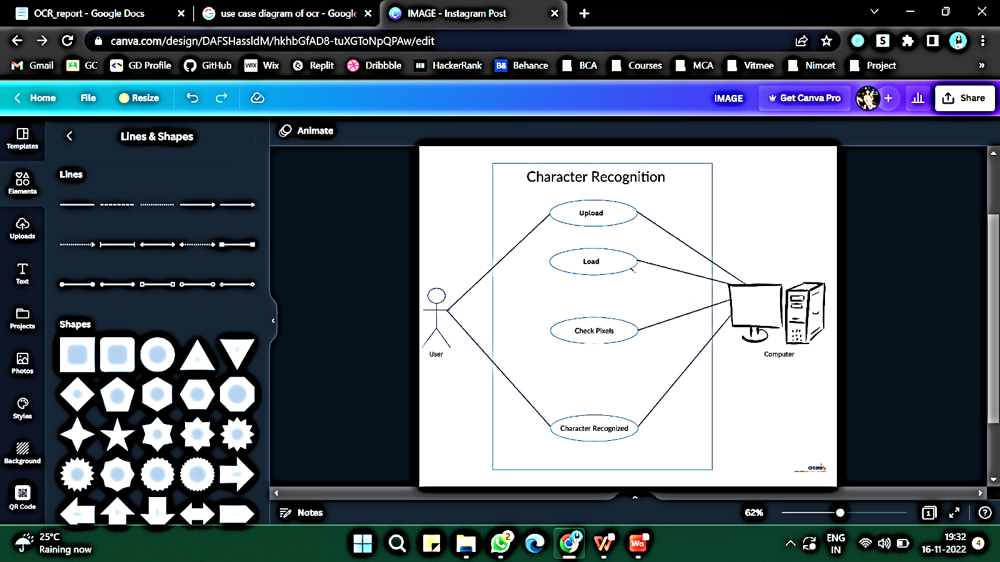 OCR_report - Google Docs
use case diagram of ocr - Google
IMAGE - Instagram Post
canva.com/design/DAFSHassIdM/hkhbGfAD8-tuXGToNpQPAw/edit
Gmail GC GD Profile GitHub Wix Replit Dribbble HackerRank Behance BCA Courses MCA Vitmee Nimcet Project
Home File Resize IMAGE Get Canva Pro Share
Templates
Elements
Uploads
Text
Projects
Photos
Styles
Background
QR Code
Lines & Shapes
Lines
Shapes
Animate
Character Recognition
Upload
Load
Check Pixels
Character Recognized
User
Computer
creately
Notes
62%
1
25°C
Raining now
2
ENG
IN
19:32
16-11-2022
4